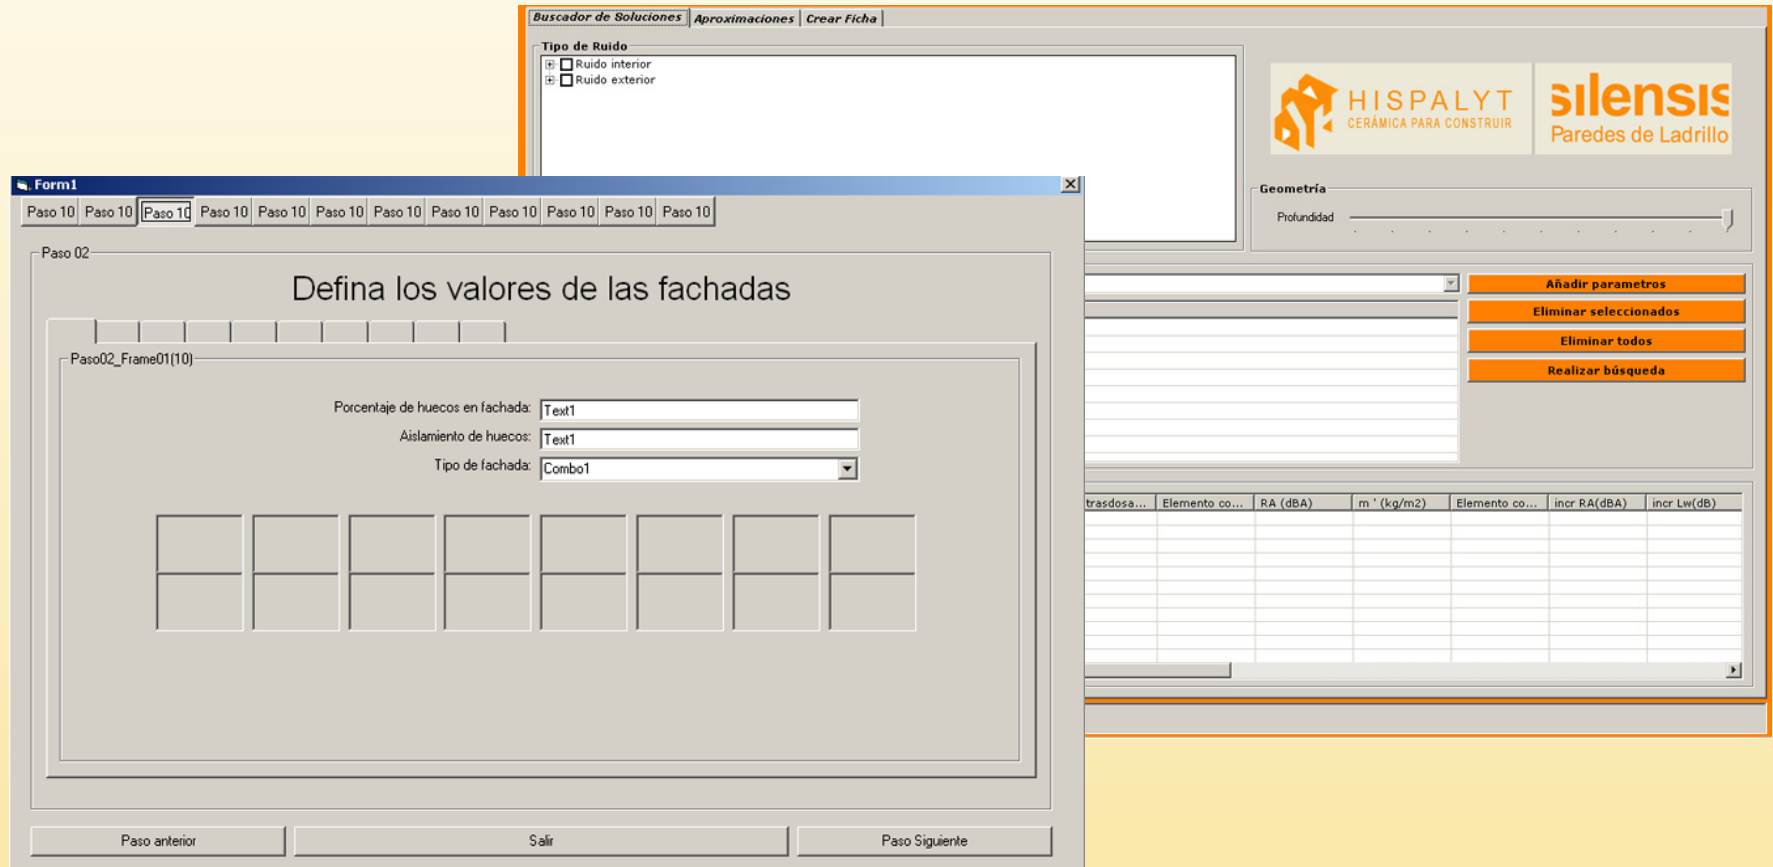 Buscador de Soluciones Aproximaciones Crear Ficha
Tipo de Ruido
Ruido interior
Ruido exterior
HISPALYT
CERÁMICA PARA CONSTRUIR
silensis
Paredes de Ladrillo
Geometría
Profundidad
Añadir parametros
Eliminar seleccionados
Eliminar todos
Realizar búsqueda
trasdosa... Elemento co... RA (dBA) m ' (kg/m2) Elemento co... incr RA(dBA) incr Lw(dB)
Form1
Paso 10 Paso 10 Paso 10 Paso 10 Paso 10 Paso 10 Paso 10 Paso 10 Paso 10 Paso 10 Paso 10 Paso 10
Paso 02
Defina los valores de las fachadas
Paso02_Frame01(10)
Porcentaje de huecos en fachada: Text1
Aislamiento de huecos: Text1
Tipo de fachada: Combo1
Paso anterior Salir Paso Siguiente